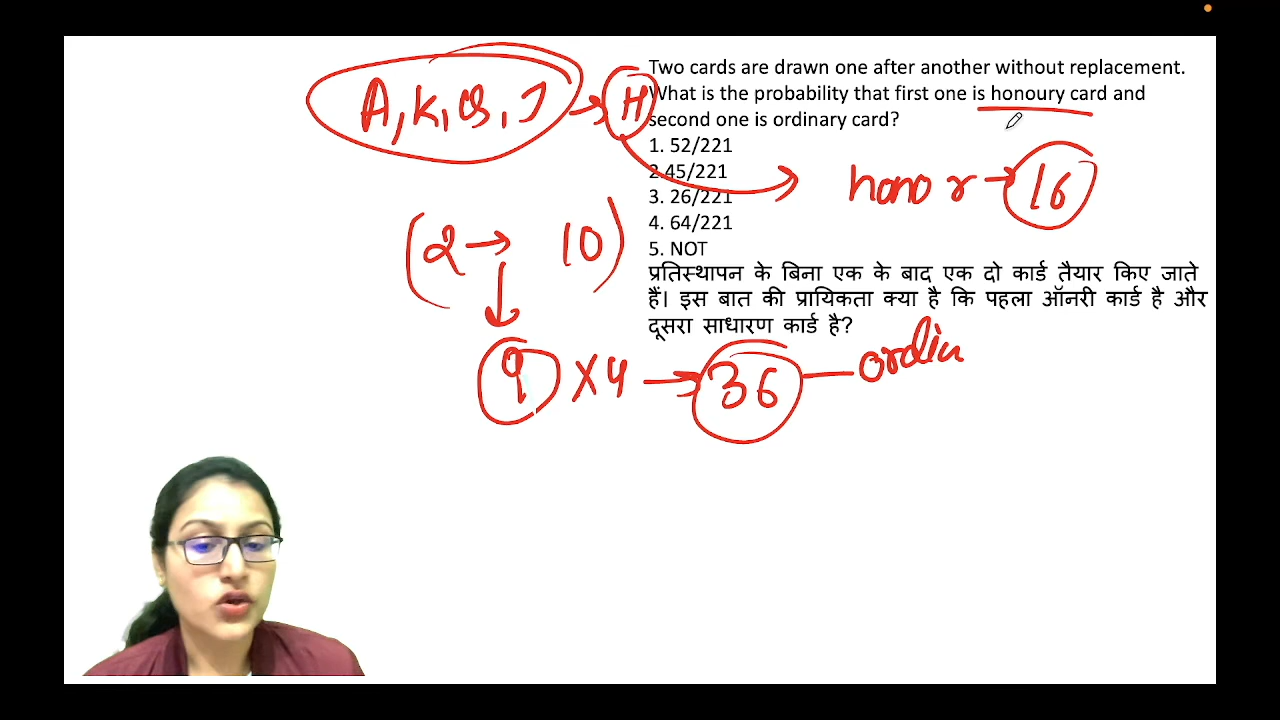 Two cards are drawn one after another without replacement.
What is the probability that first one is honoury card and
second one is ordinary card?
1. 52/221
2.45/221
3. 26/221
4. 64/221
5. NOT
प्रतिस्थापन के बिना एक के बाद एक दो कार्ड तैयार किए जाते
हैं। इस बात की प्रायिकता क्या है कि पहला ऑनरी कार्ड है और
दूसरा साधारण कार्ड है?
A, K, Q, J → H
honor → 16
(2 → 10)
9 x 4 → 36 — ordin